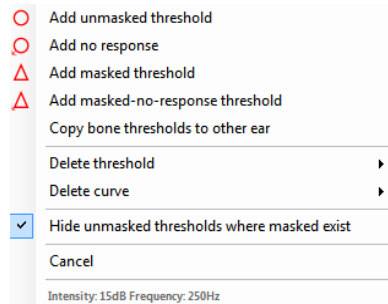 Add unmasked threshold
Add no response
Add masked threshold
Add masked-no-response threshold
Copy bone thresholds to other ear
Delete threshold
Delete curve
Hide unmasked thresholds where masked exist
Cancel
Intensity: 15dB Frequency: 250Hz